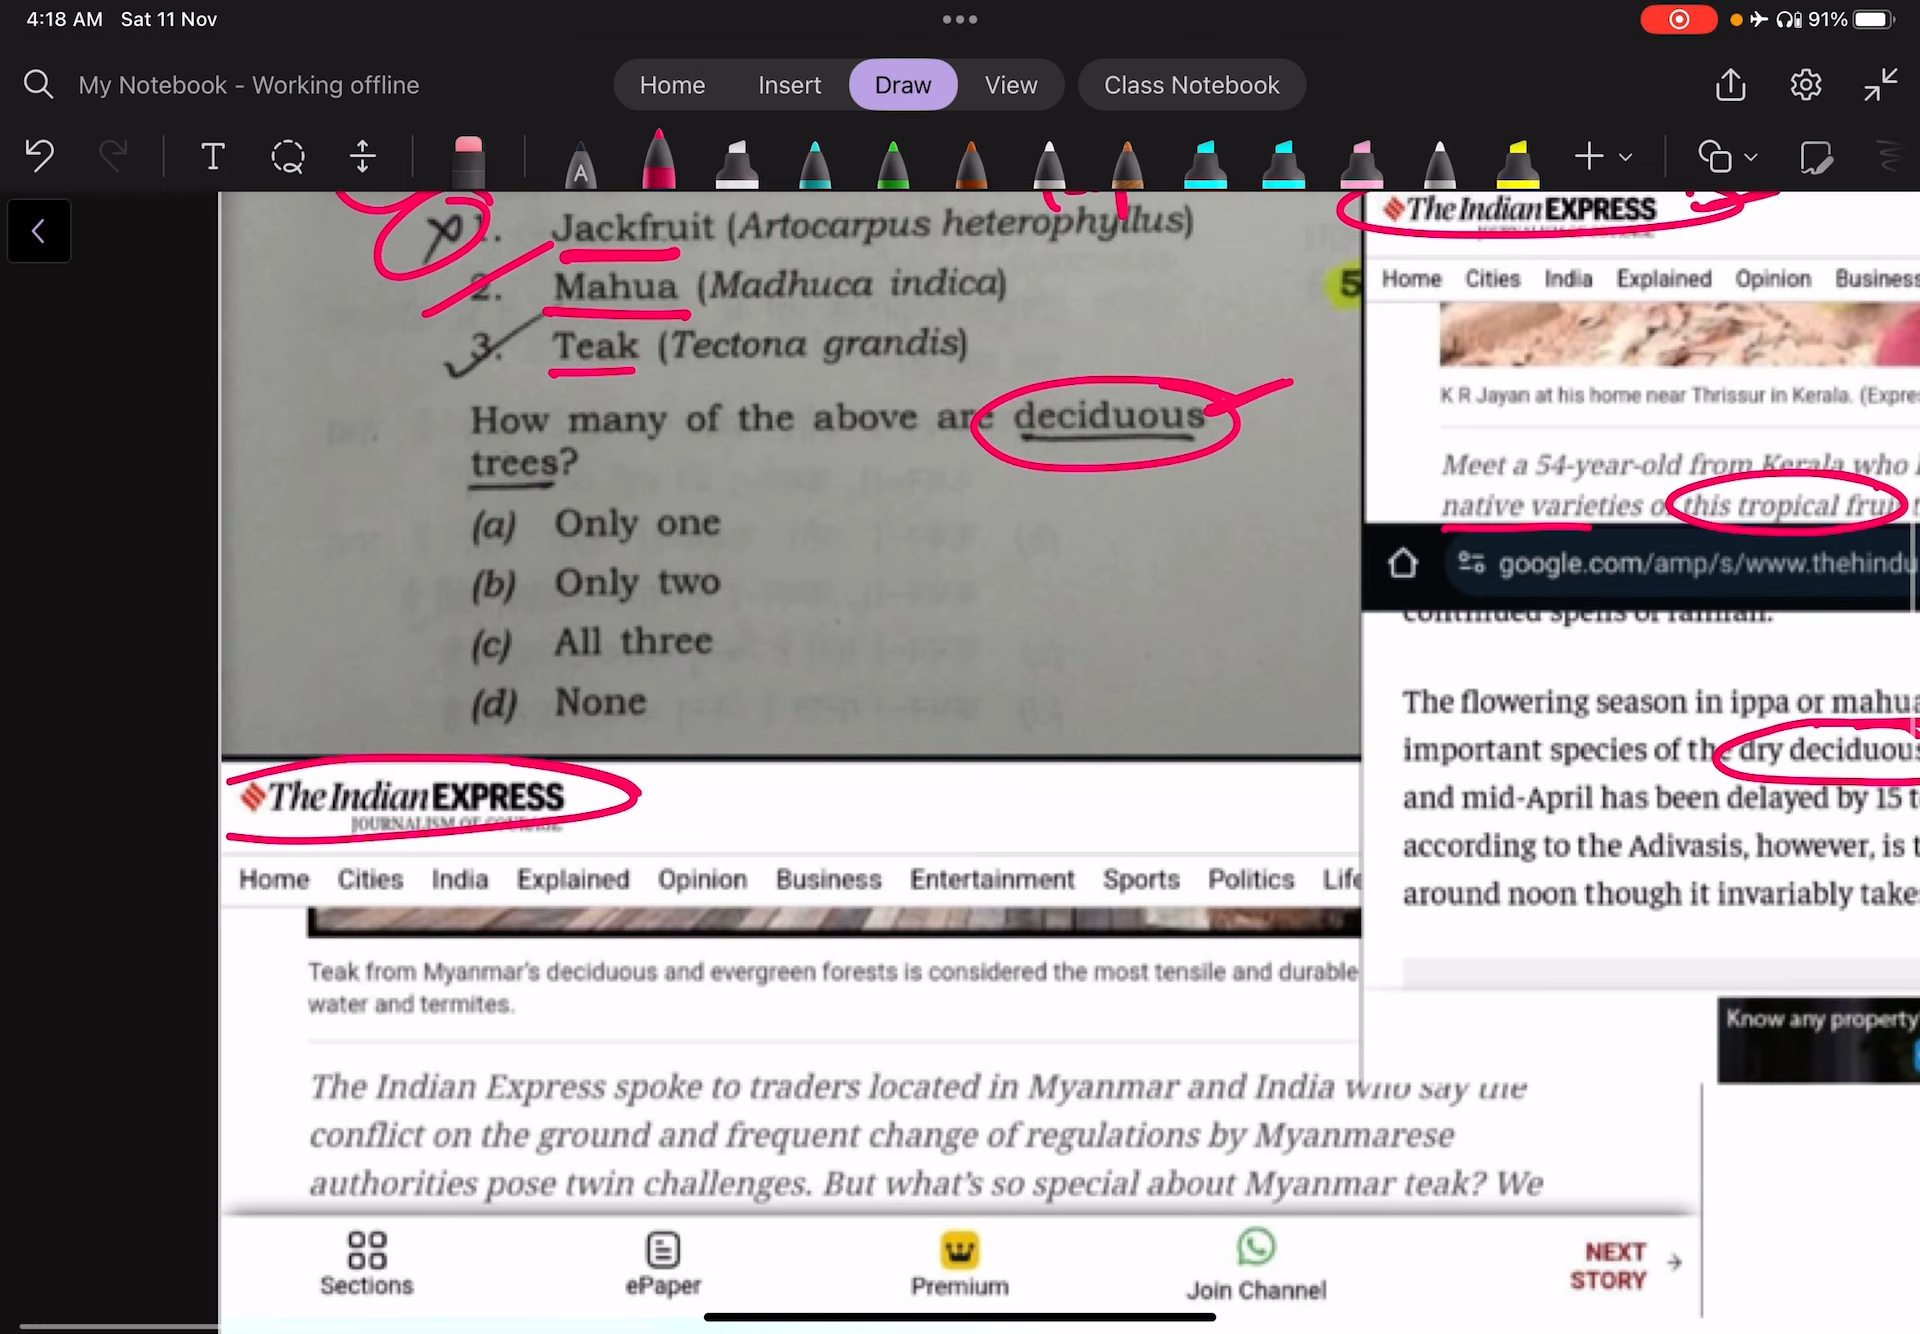 4:18 AM Sat 11 Nov
91%
My Notebook - Working offline
Home Insert Draw View Class Notebook
T A
1. Jackfruit (Artocarpus heterophyllus)
2. Mahua (Madhuca indica)
3. Teak (Tectona grandis)
How many of the above are deciduous
trees?
(a) Only one
(b) Only two
(c) All three
(d) None
5
The Indian EXPRESS
Home Cities India Explained Opinion Business
K R Jayan at his home near Thrissur in Kerala. (Expre
Meet a 54-year-old from Kerala who
native varieties of this tropical fruit
google.com/amp/s/www.thehindu
continued spells of rainfall.
The flowering season in ippa or mahua
important species of the dry deciduous
and mid-April has been delayed by 15 t
according to the Adivasis, however, is t
around noon though it invariably take
Know any property
The Indian EXPRESS
JOURNALISM OF COURAGE
Home Cities India Explained Opinion Business Entertainment Sports Politics Life
Teak from Myanmar's deciduous and evergreen forests is considered the most tensile and durable
water and termites.
The Indian Express spoke to traders located in Myanmar and India who say the
conflict on the ground and frequent change of regulations by Myanmarese
authorities pose twin challenges. But what's so special about Myanmar teak? We
Sections ePaper Premium Join Channel NEXT
STORY